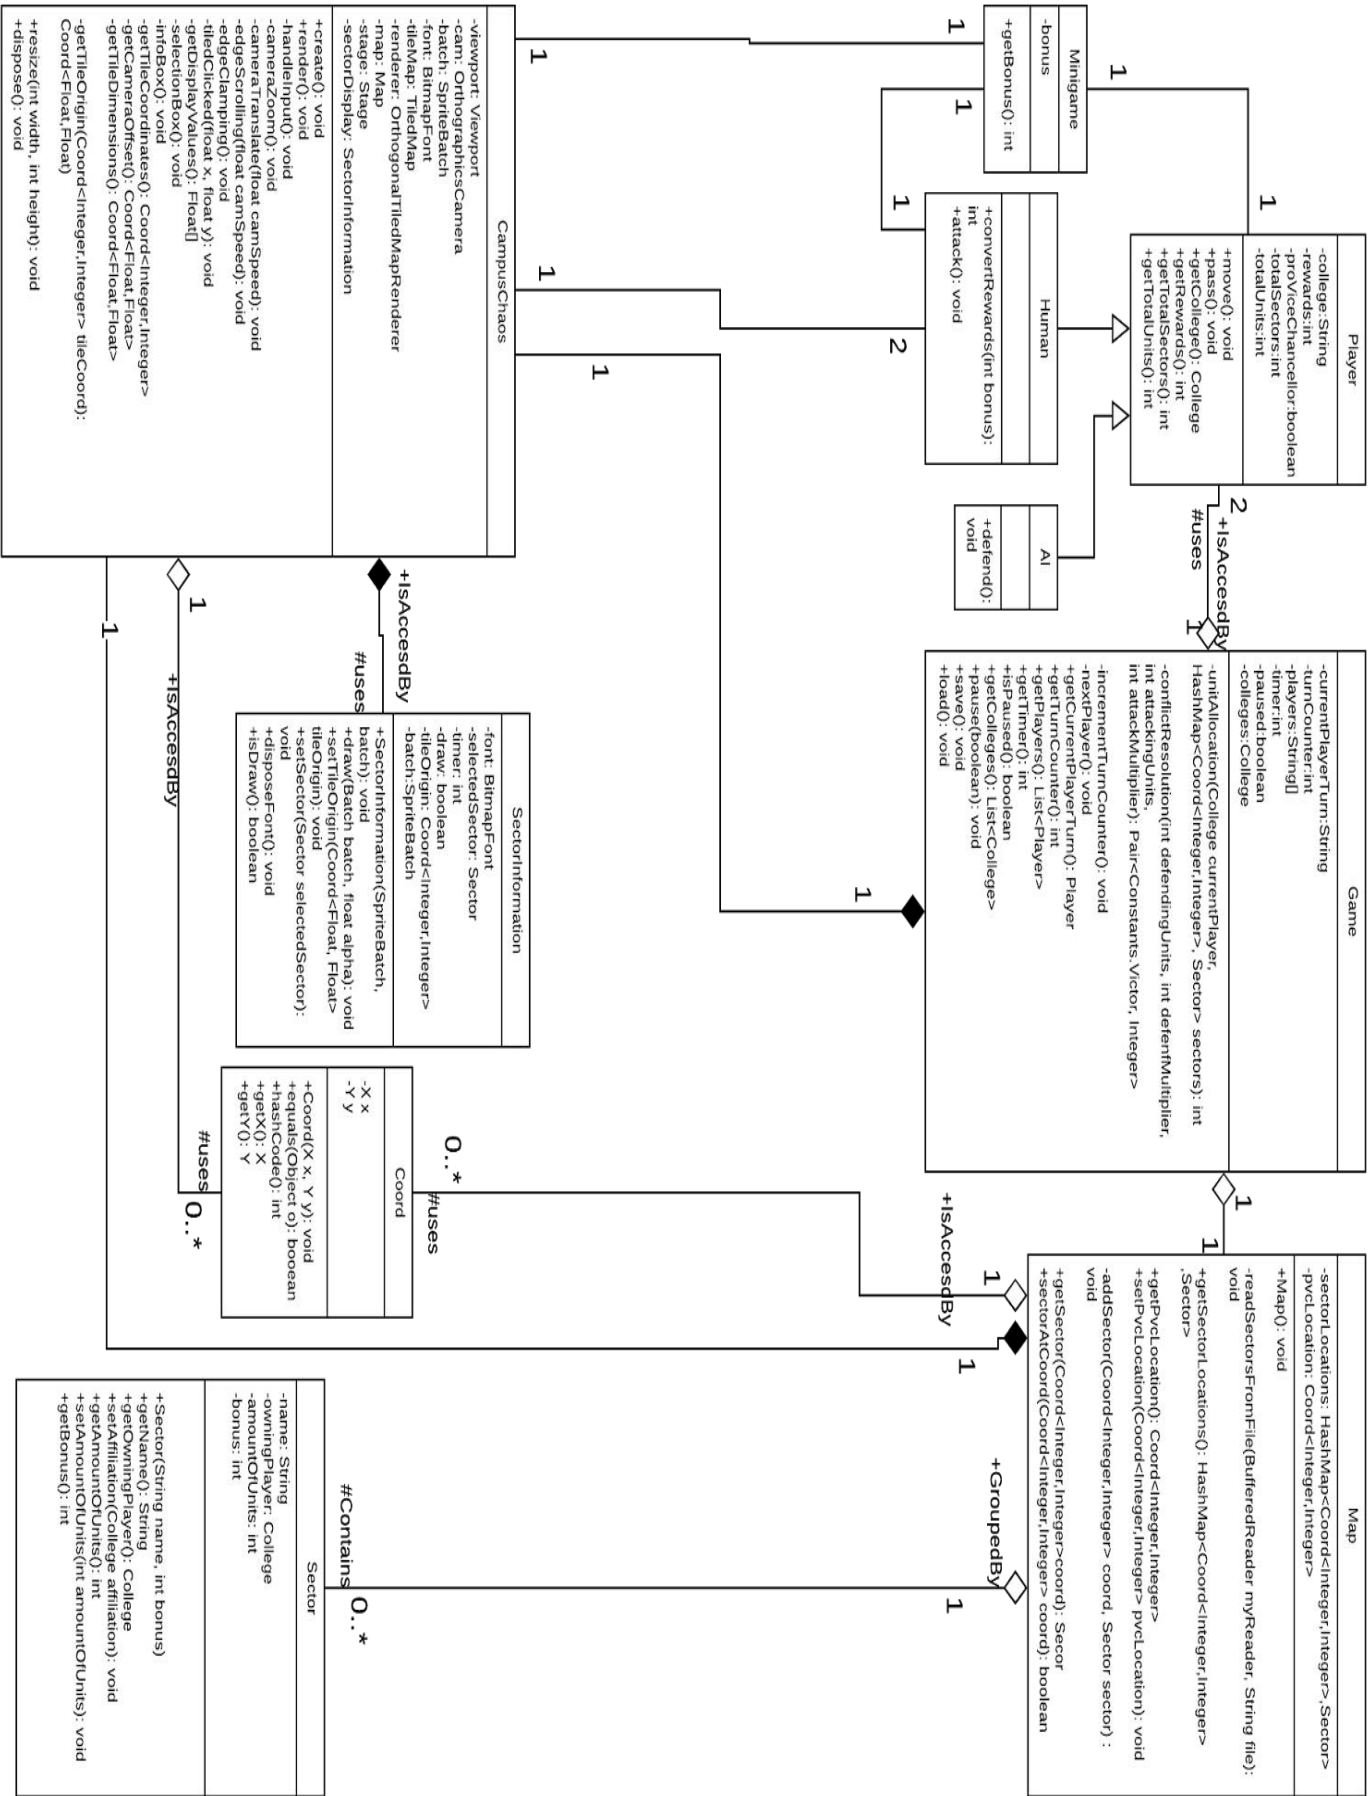 Player
-college:String
-rewards:int
-proViceChancellor:boolean
-totalSectors:int
-totalUnits:int
+move(): void
+pass(): void
+getCollege(): College
+getRewards(): int
+getTotalSectors(): int
+getTotalUnits(): int
2
+IsAccesdBy
#uses
1
Game
-currentPlayerTurn:String
-turnCounter:int
-players:String[]
-timer:int
-paused:boolean
-colleges:College
-unitAllocation(College currentPlayer,
HashMap<Coord<Integer,Integer>, Sector> sectors): int
-conflictResolution(int defendingUnits, int defenfMultiplier,
int attackingUnits,
int attackMultiplier): Pair<Constants.Victor, Integer>
-incrementTurnCounter(): void
-nextPlayer(): void
+getCurrentPlayerTurn(): Player
+getTurnCounter(): int
+getPlayers(): List<Player>
+getTimer(): int
+isPaused(): boolean
+getColleges(): List<College>
+pause(boolean): void
+save(): void
+load(): void
1
1
Map
-sectorLocations: HashMap<Coord<Integer,Integer>,Sector>
-pvcLocation: Coord<Integer,Integer>
+Map(): void
-readSectorsFromFile(BufferedReader myReader, String file):
void
+getSectorLocations(): HashMap<Coord<Integer,Integer>
,Sector>
+getPvcLocation(): Coord<Integer,Integer>
+setPvcLocation(Coord<Integer,Integer> pvcLocation): void
-addSector(Coord<Integer,Integer> coord, Sector sector) :
void
+getSector(Coord<Integer,Integer>coord): Secor
+sectorAtCoord(Coord<Integer,Integer> coord): boolean
1
1
Minigame
-bonus
+getBonus(): int
1
1
1
1
Human
+convertRewards(int bonus):
int
+attack(): void
2
AI
+defend():
void
1
1
+IsAccesdBy
1
+GroupedBy
1
1
1
1
CampusChaos
-viewport: Viewport
-cam: OrthographicsCamera
-batch: SpriteBatch
-font: BitmapFont
-tileMap: TiledMap
-renderer: OrthogonalTiledMapRenderer
-map: Map
-stage: Stage
-sectorDisplay: SectorInformation
+create(): void
+render(): void
-handleInput(): void
-cameraZoom(): void
-cameraTranslate(float camSpeed): void
-edgeScrolling(float camSpeed): void
-edgeClamping(): void
-tiledClicked(float x, float y): void
-getDisplayValues(): Float[]
-selectionBox(): void
-infoBox(): void
-getTileCoordinates(): Coord<Integer,Integer>
-getCameraOffset(): Coord<Float,Float>
-getTileDimensions(): Coord<Float,Float>
-getTileOrigin(Coord<Integer,Integer> tileCoord):
Coord<Float,Float)
+resize(int width, int height): void
+dispose(): void
+IsAccesdBy
#uses
SectorInformation
-font: BitmapFont
-selectedSector: Sector
-timer: int
-draw: boolean
-tileOrigin: Coord<Integer,Integer>
-batch:SpriteBatch
+SectorInformation(SpriteBatch,
batch): void
+draw(Batch batch, float alpha): void
+setTileOrigin(Coord<Float, Float>
tileOrigin): void
+setSector(Sector selectedSector):
void
+disposeFont(): void
+isDraw(): boolean
0..*
#uses
Coord
-X x
-Y y
+Coord(X x, Y y): void
+equals(Object o): booean
+hashCode(): int
+getX(): X
+getY(): Y
#uses
0..*
1
+IsAccesdBy
1
#Contains
0..*
Sector
-name: String
-owningPlayer: College
-amountOfUnits: int
-bonus: int
+Sector(String name, int bonus)
+getName(): String
+getOwningPlayer(): College
+setAffiliation(College affiliation): void
+getAmountOfUnits(): int
+setAmountOfUnits(int amountOfUnits): void
+getBonus(): int